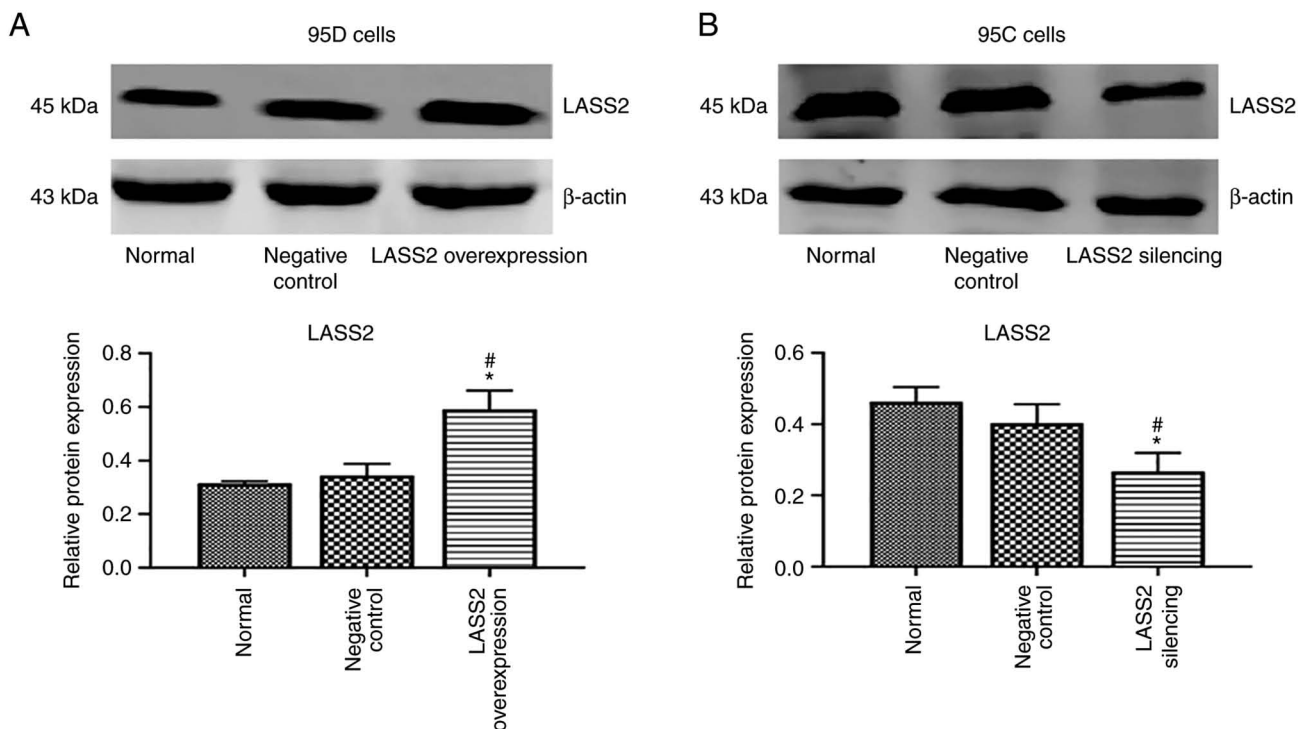 A
95D cells
45 kDa
LASS2
43 kDa
β-actin
Normal
Negative
control
LASS2 overexpression
LASS2
Relative protein expression
0.8
0.6
0.4
0.2
0.0
#
*
Normal
Negative
control
LASS2
overexpression
B
95C cells
45 kDa
LASS2
43 kDa
β-actin
Normal
Negative
control
LASS2 silencing
LASS2
Relative protein expression
0.6
0.4
0.2
0.0
#
*
Normal
Negative
control
LASS2
silencing